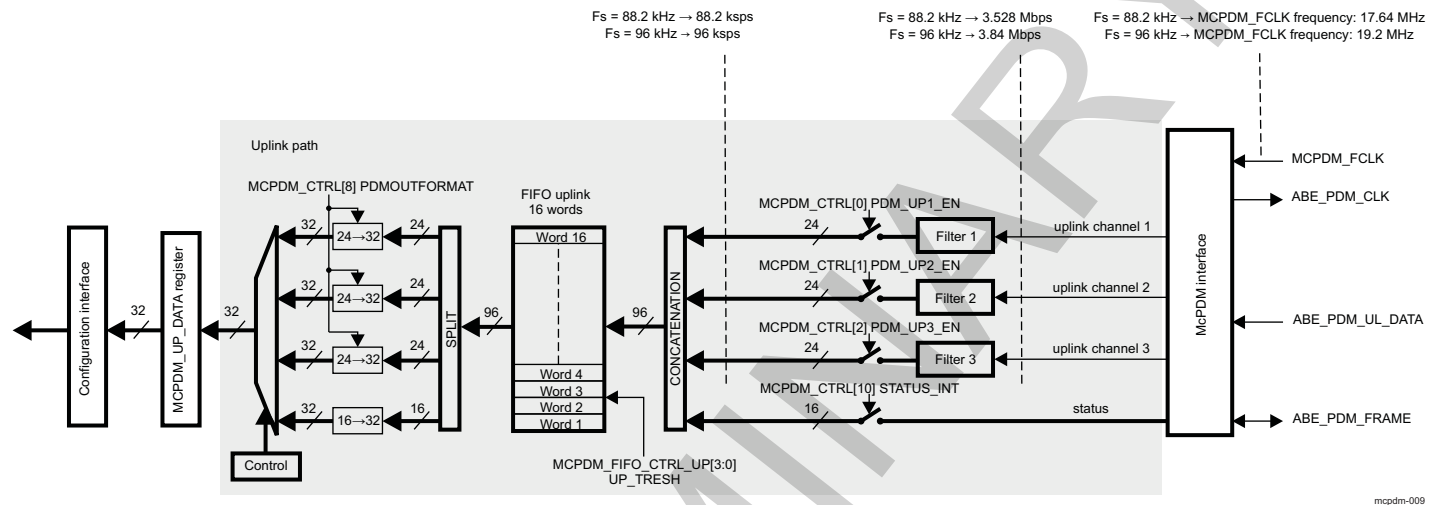 Fs = 88.2 kHz → 88.2 ksps
Fs = 96 kHz → 96 ksps
Fs = 88.2 kHz → 3.528 Mbps
Fs = 96 kHz → 3.84 Mbps
Fs = 88.2 kHz → MCPDM_FCLK frequency: 17.64 MHz
Fs = 96 kHz → MCPDM_FCLK frequency: 19.2 MHz
Uplink path
MCPDM_CTRL[8] PDMOUTFORMAT
FIFO uplink
16 words
Configuration interface
32
MCPDM_UP_DATA register
32
Control
32
24→32
24
32
24→32
24
32
24→32
24
32
16→32
16
SPLIT
96
Word 16
Word 4
Word 3
Word 2
Word 1
MCPDM_FIFO_CTRL_UP[3:0]
UP_TRESH
96
CONCATENATION
MCPDM_CTRL[0] PDM_UP1_EN
24
Filter 1
uplink channel 1
MCPDM_CTRL[1] PDM_UP2_EN
24
Filter 2
uplink channel 2
MCPDM_CTRL[2] PDM_UP3_EN
24
Filter 3
uplink channel 3
MCPDM_CTRL[10] STATUS_INT
16
status
McPDM interface
MCPDM_FCLK
ABE_PDM_CLK
ABE_PDM_UL_DATA
ABE_PDM_FRAME
mcpdm-009